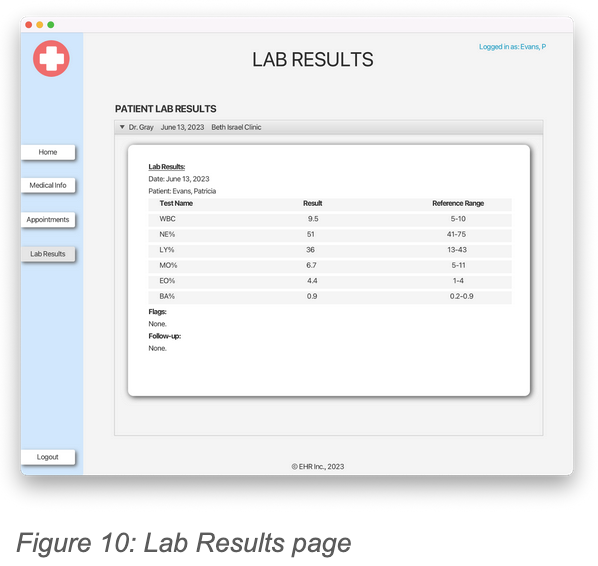 LAB RESULTS
Logged in as: Evans, P
PATIENT LAB RESULTS
Dr. Gray June 13, 2023 Beth Israel Clinic
Home
Medical Info
Appointments
Lab Results
Logout
Lab Results:
Date: June 13, 2023
Patient: Evans, Patricia
Test Name Result Reference Range
WBC 9.5 5-10
NE% 51 41-75
LY% 36 13-43
MO% 6.7 5-11
EO% 4.4 1-4
BA% 0.9 0.2-0.9
Flags:
None.
Follow-up:
None.
© EHR Inc., 2023
Figure 10: Lab Results page